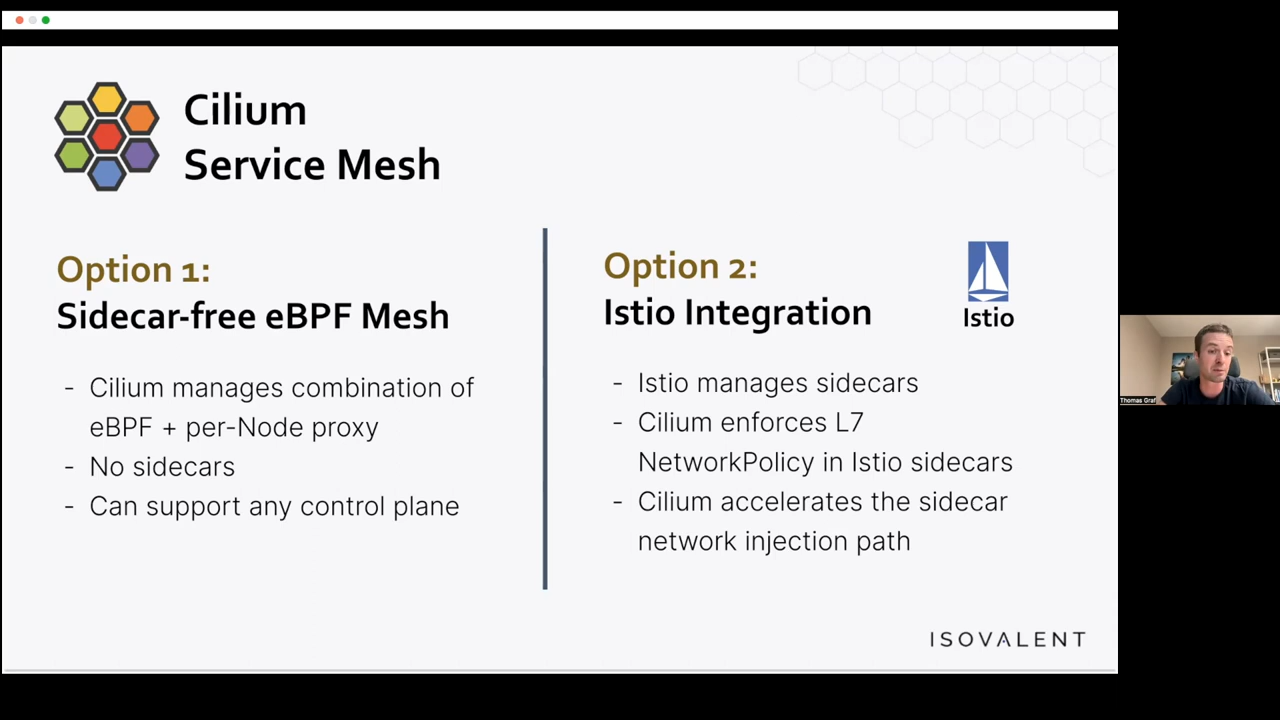 Cilium
Service Mesh
Option 1:
Sidecar-free eBPF Mesh
- Cilium manages combination of
eBPF + per-Node proxy
- No sidecars
- Can support any control plane
Option 2:
Istio Integration
Istio
- Istio manages sidecars
- Cilium enforces L7
NetworkPolicy in Istio sidecars
- Cilium accelerates the sidecar
network injection path
ISOVALENT
Thomas Graf